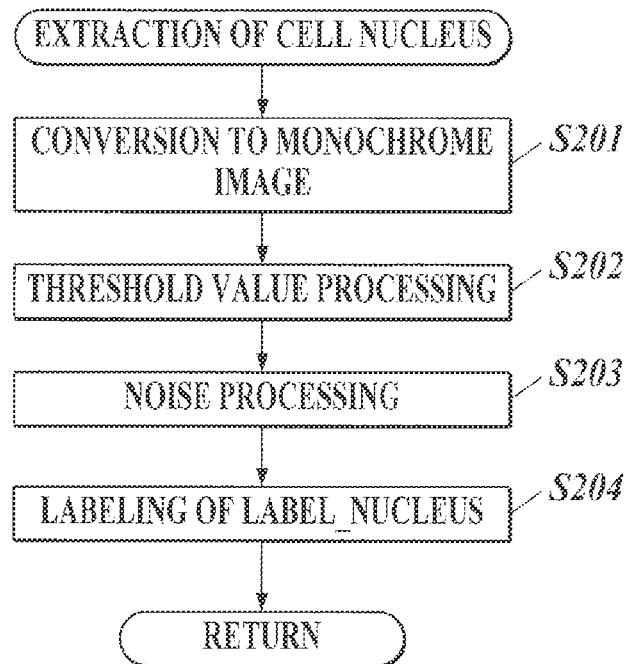 EXTRACTION OF CELL NUCLEUS
CONVERSION TO MONOCHROME
IMAGE
S201
THRESHOLD VALUE PROCESSING
S202
NOISE PROCESSING
S203
LABELING OF LABEL_NUCLEUS
S204
RETURN